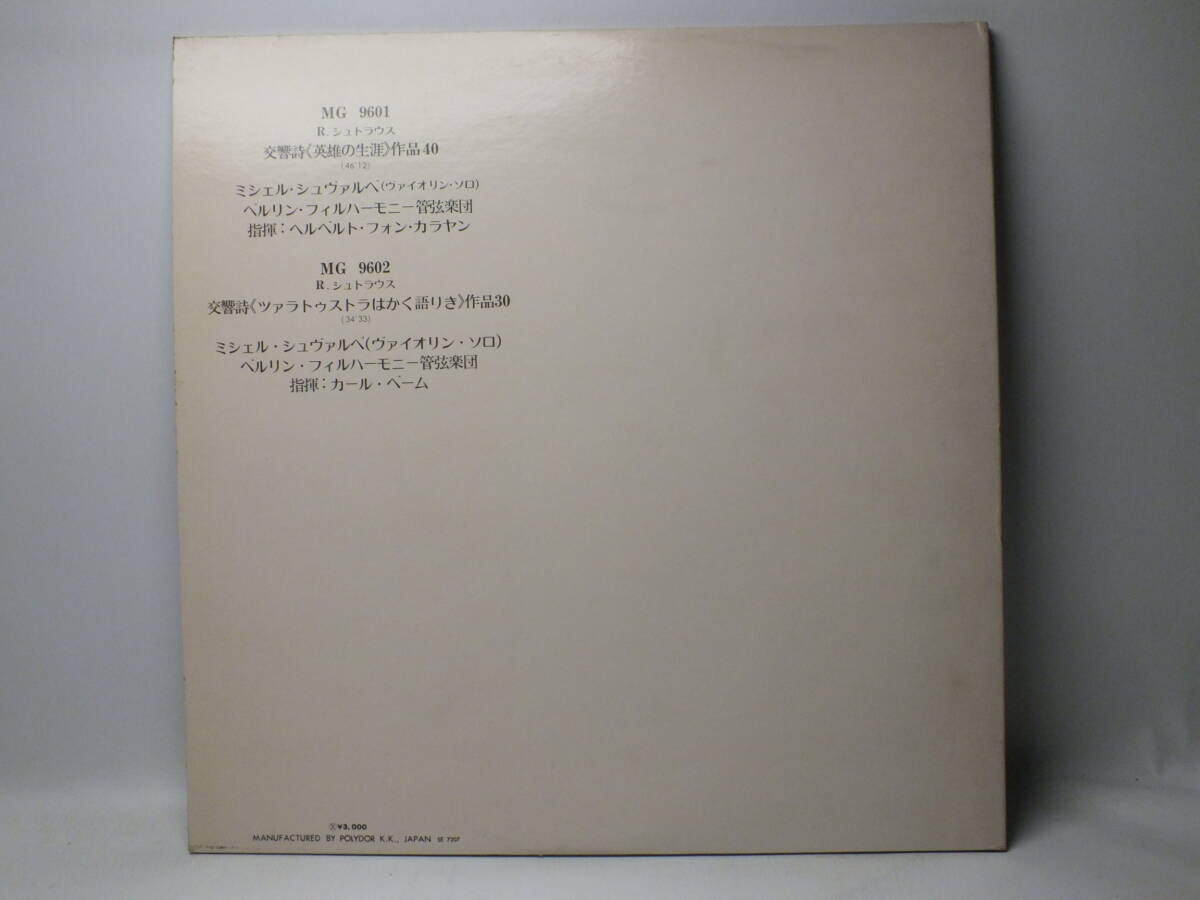 MG 9601
R. シュトラウス
交響詩《英雄の生涯》作品40
(46'12)
ミシェル・シュヴァルベ(ヴァイオリン・ソロ)
ベルリン・フィルハーモニー管弦楽団
指揮：ヘルベルト・フォン・カラヤン
MG 9602
R. シュトラウス
交響詩《ツァラトゥストラはかく語りき》作品30
(34'33)
ミシェル・シュヴァルベ(ヴァイオリン・ソロ)
ベルリン・フィルハーモニー管弦楽団
指揮：カール・ベーム
Ⓧ¥3,000
MANUFACTURED BY POLYDOR K.K., JAPAN SE 7207